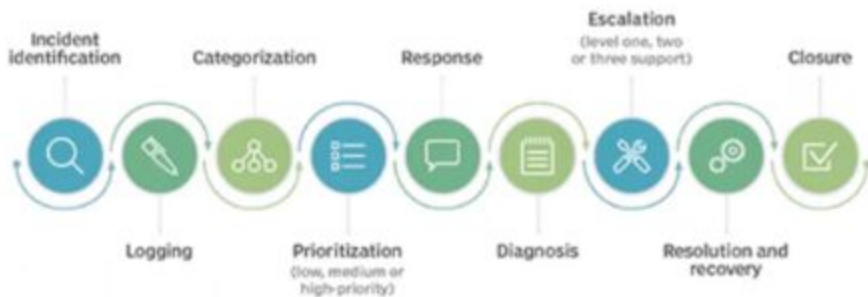 Incident
identification
Logging
Categorization
Prioritization
(low, medium or
high-priority)
Response
Diagnosis
Escalation
(level one, two
or three support)
Resolution and
recovery
Closure